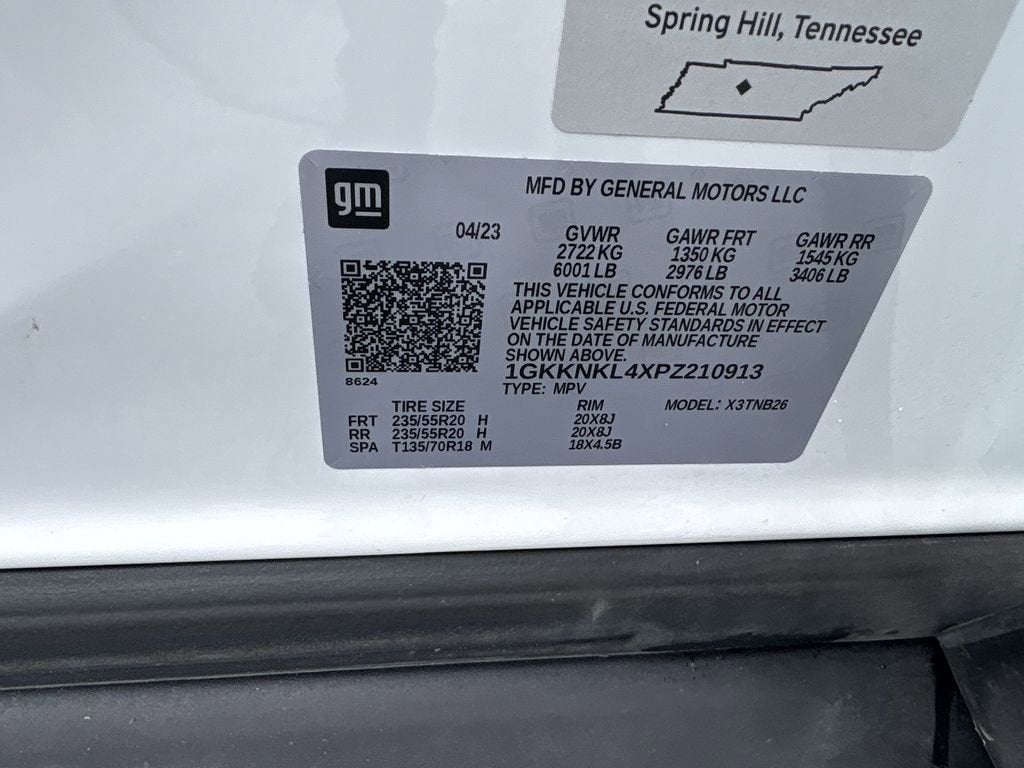 Spring Hill, Tennessee
gm
MFD BY GENERAL MOTORS LLC
04/23
GVWR GAWR FRT GAWR RR
2722 KG 1350 KG 1545 KG
6001 LB 2976 LB 3406 LB
THIS VEHICLE CONFORMS TO ALL
APPLICABLE U.S. FEDERAL MOTOR
VEHICLE SAFETY STANDARDS IN EFFECT
ON THE DATE OF MANUFACTURE
SHOWN ABOVE.
1GKKNKL4XPZ210913
8624
TYPE: MPV
TIRE SIZE RIM MODEL: X3TNB26
FRT 235/55R20 H 20X8J
RR 235/55R20 H 20X8J
SPA T135/70R18 M 18X4.5B